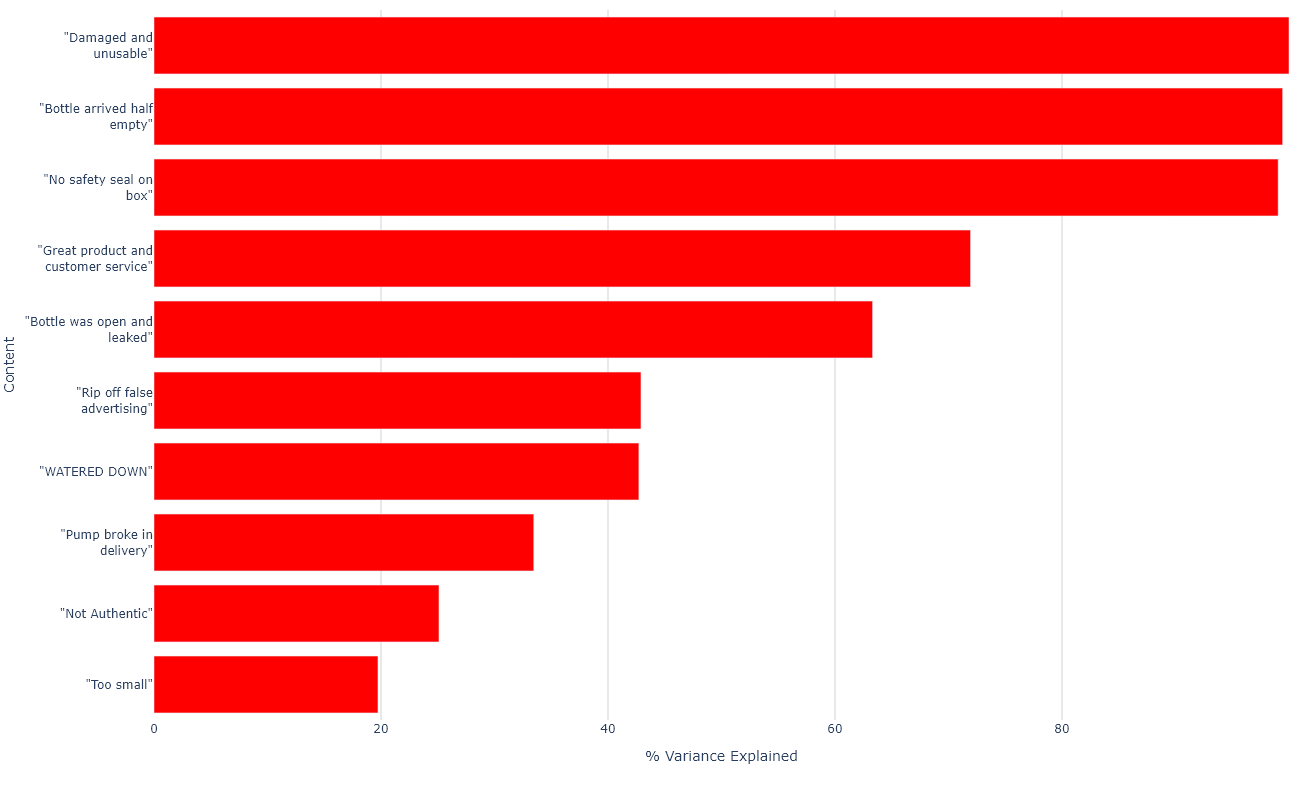 "Damaged and
unusable"
"Bottle arrived half
empty"
"No safety seal on
box"
"Great product and
customer service"
"Bottle was open and
leaked"
"Rip off false
advertising"
"WATERED DOWN"
"Pump broke in
delivery"
"Not Authentic"
"Too small"
Content
0 20 40 60 80
% Variance Explained